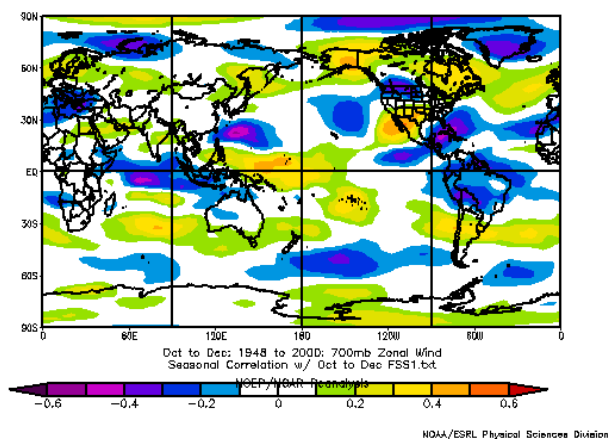 90N
60N
30N
EQ
30S
60S
90S
0 60E 120E 180 120W 60W 0
Oct to Dec: 1948 to 2000: 700mb Zonal Wind
Seasonal Correlation w/ Oct to Dec FSS1.txt
NCEP/NCAR Reanalysis
-0.6 -0.4 -0.2 0 0.2 0.4 0.6
NOAA/ESRL Physical Sciences Division